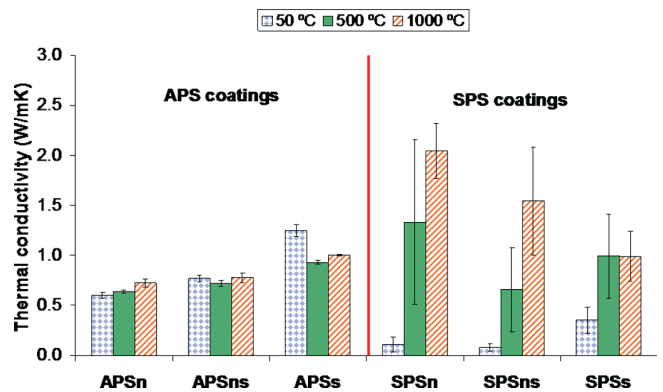 50 ºC 500 ºC 1000 ºC
Thermal conductivity (W/mK)
3.0
2.5
2.0
1.5
1.0
0.5
0.0
APS coatings SPS coatings
APSn APSns APSs SPSn SPSns SPSs